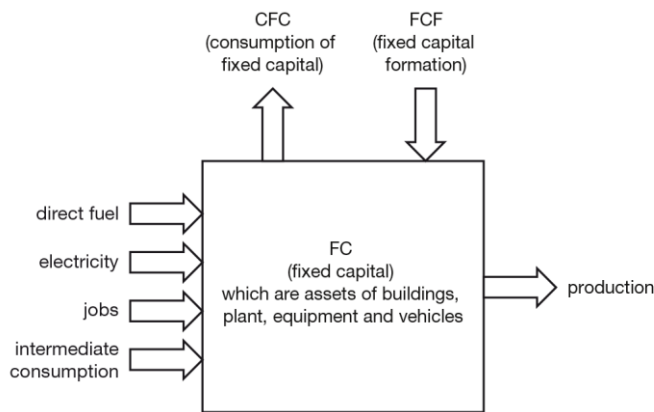 CFC
(consumption of
fixed capital)
FCF
(fixed capital
formation)
direct fuel
electricity
jobs
intermediate
consumption
FC
(fixed capital)
which are assets of buildings,
plant, equipment and vehicles
production